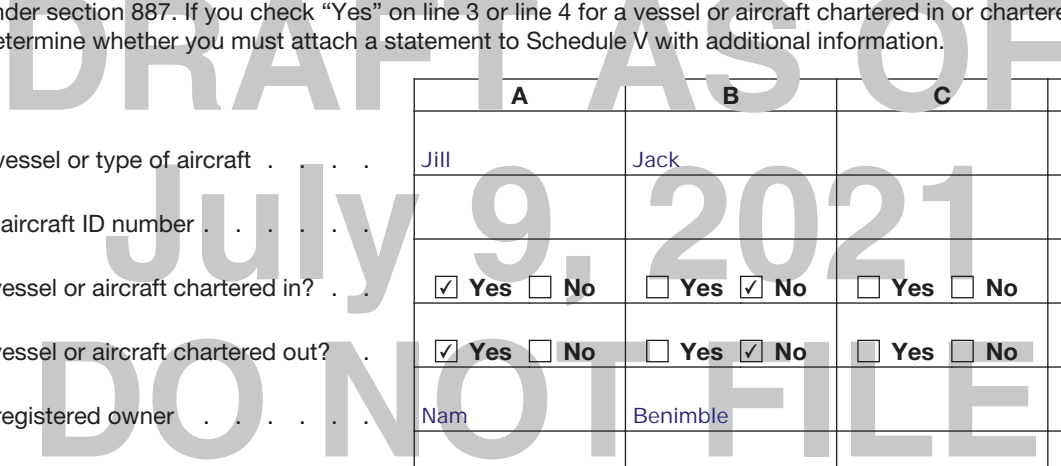 nder section 887. If you check “Yes” on line 3 or line 4 for a vessel or aircraft chartered in or chartere
etermine whether you must attach a statement to Schedule V with additional information.
DRAFT AS OF
A B C
vessel or type of aircraft . . . . Jill Jack
July 9, 2021
aircraft ID number . . . . . .
vessel or aircraft chartered in? . . ☑ Yes ☐ No ☐ Yes ☑ No ☐ Yes ☐ No
vessel or aircraft chartered out? . ☑ Yes ☐ No ☐ Yes ☑ No ☐ Yes ☐ No
DO NOT FILE
registered owner . . . . . . Nam Benimble